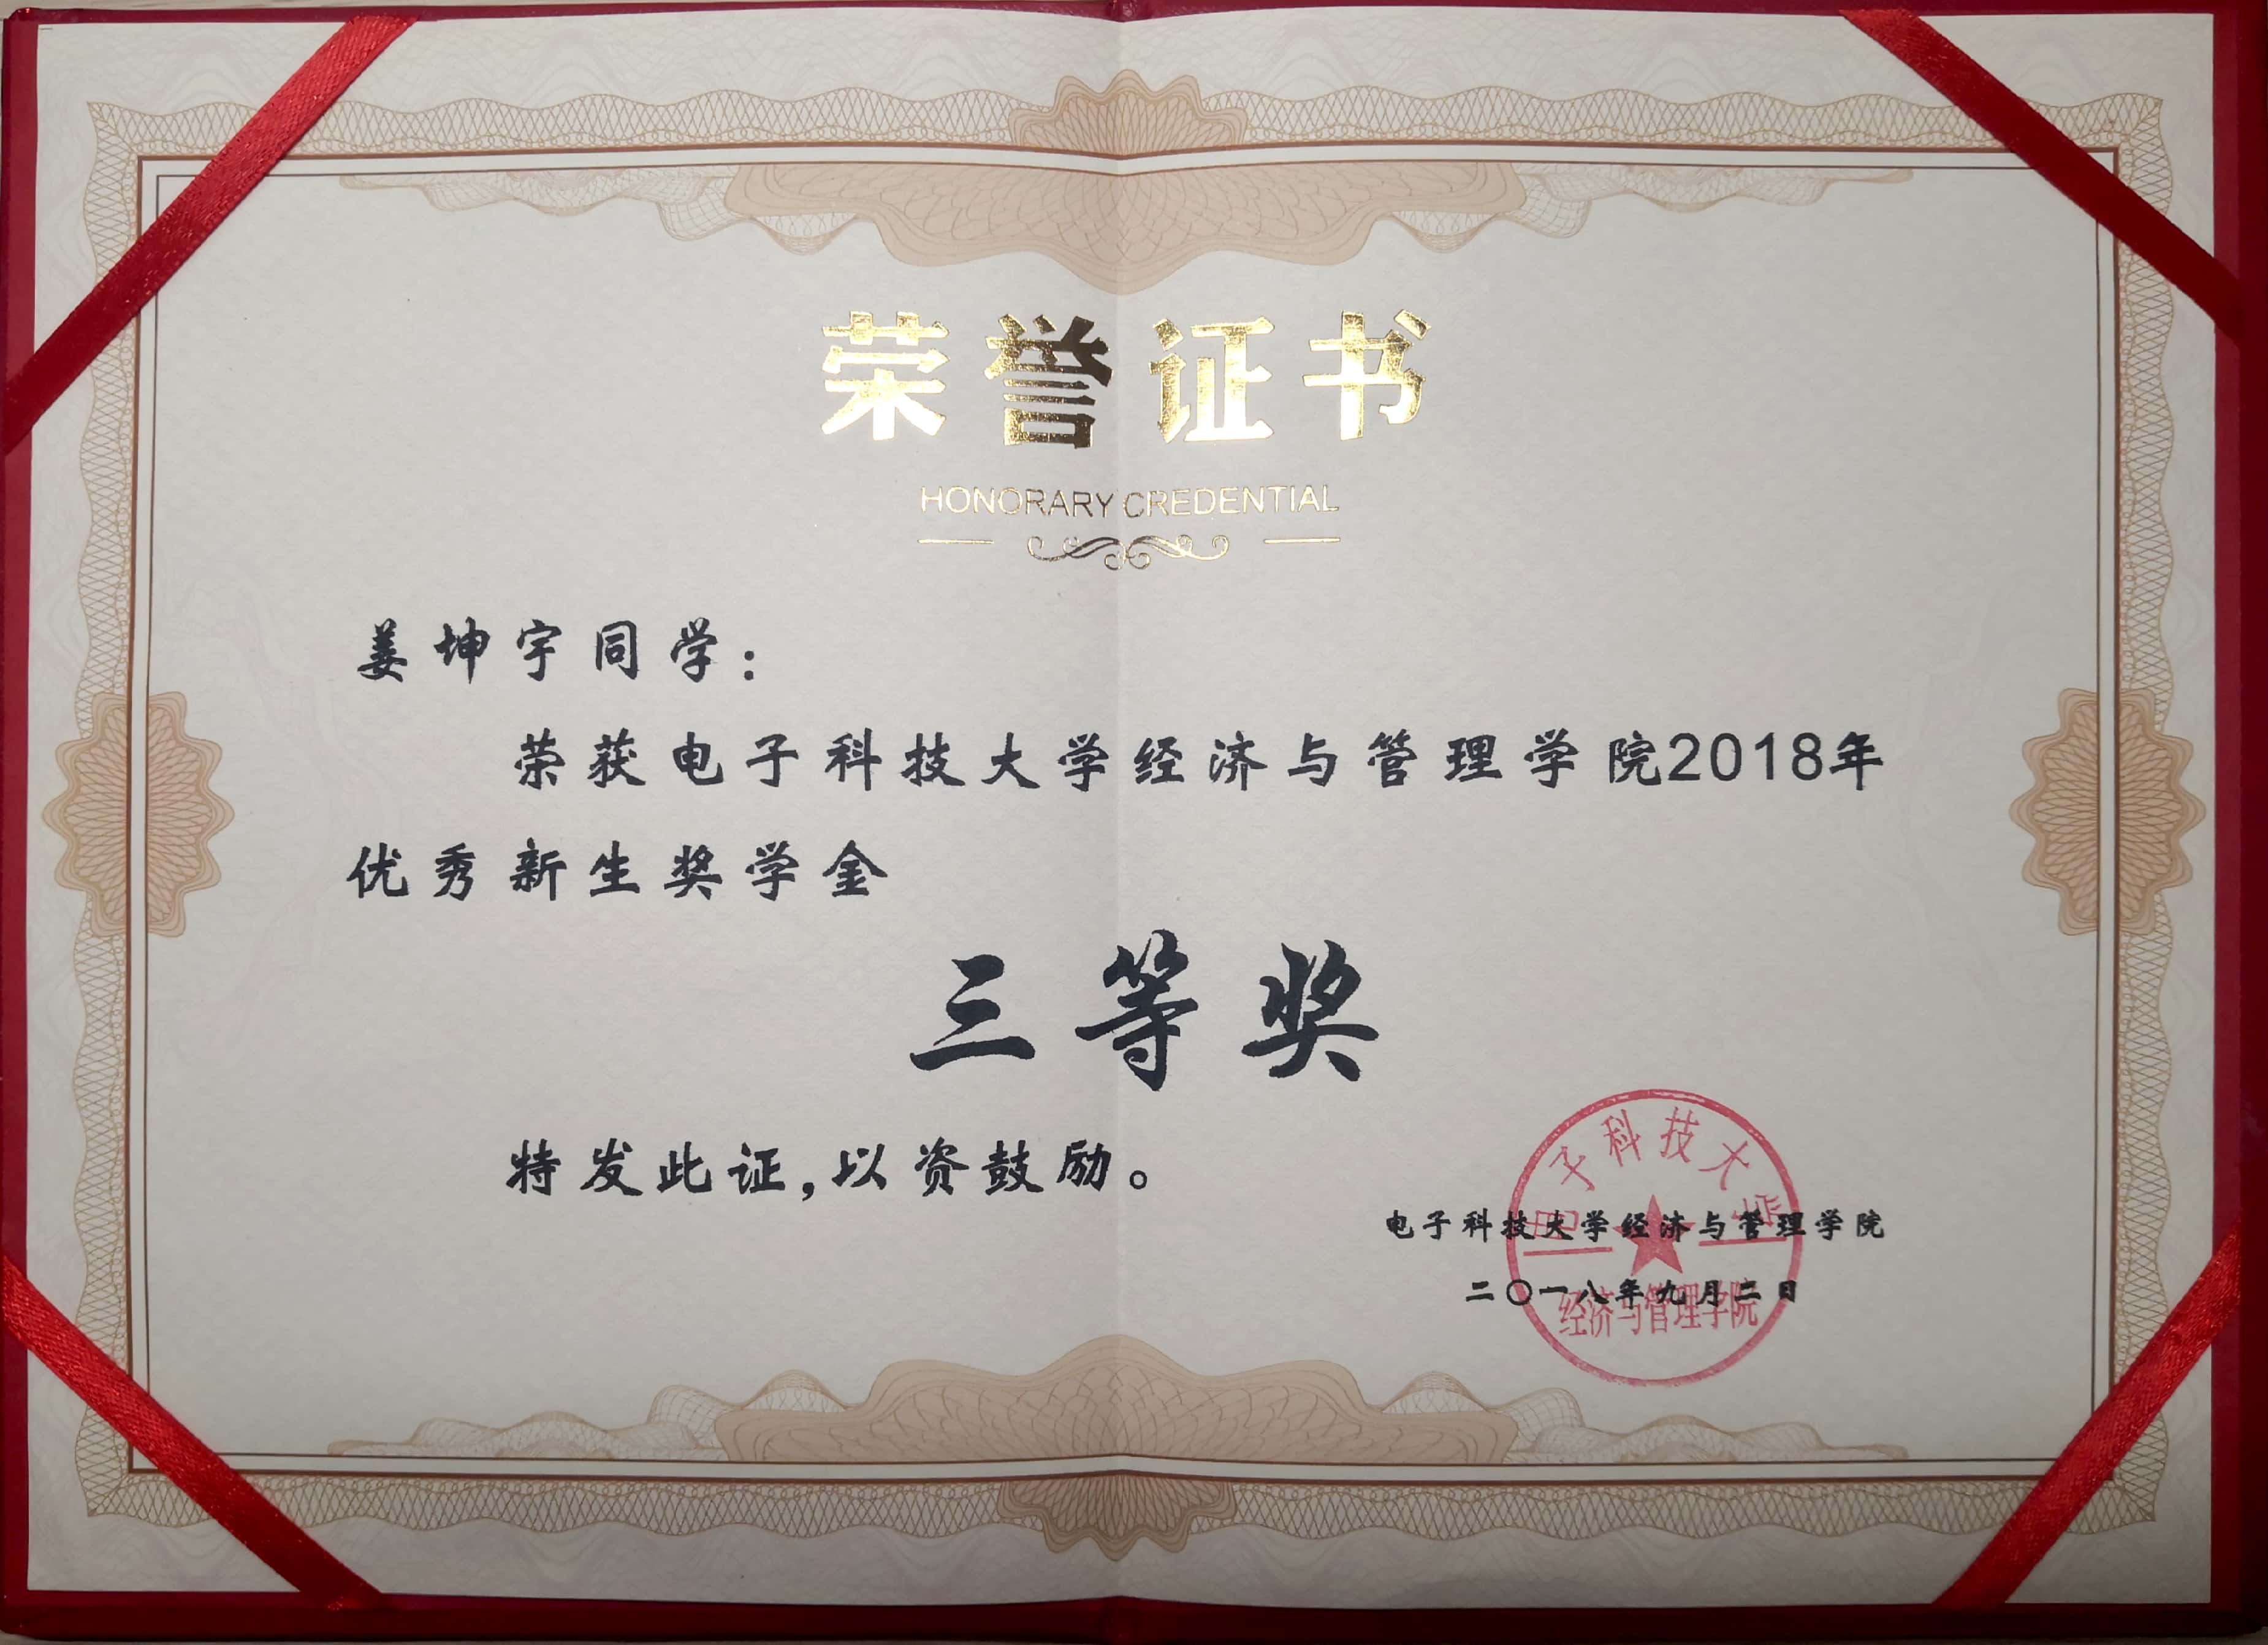 荣誉证书
HONORARY CREDENTIAL
姜坤宇同学：
荣获电子科技大学经济与管理学院2018年
优秀新生奖学金
三等奖
特发此证，以资鼓励。
电子科技大学
电子科技大学经济与管理学院
二〇一八年九月二日
经济与管理学院